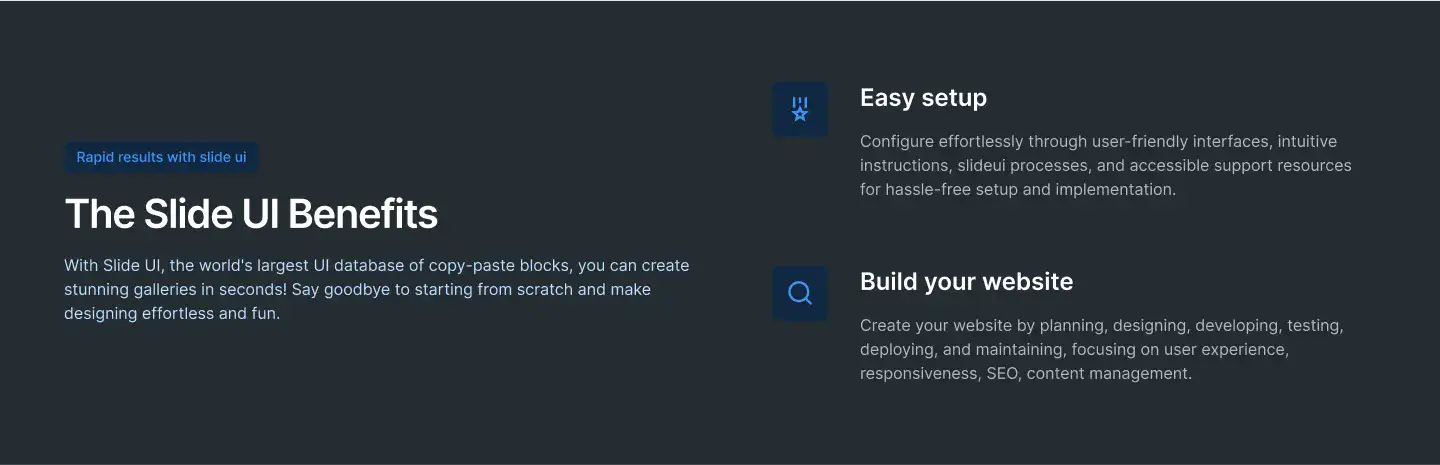 Rapid results with slide ui
The Slide UI Benefits
With Slide UI, the world's largest UI database of copy-paste blocks, you can create
stunning galleries in seconds! Say goodbye to starting from scratch and make
designing effortless and fun.
Easy setup
Configure effortlessly through user-friendly interfaces, intuitive
instructions, slideui processes, and accessible support resources
for hassle-free setup and implementation.
Build your website
Create your website by planning, designing, developing, testing,
deploying, and maintaining, focusing on user experience,
responsiveness, SEO, content management.